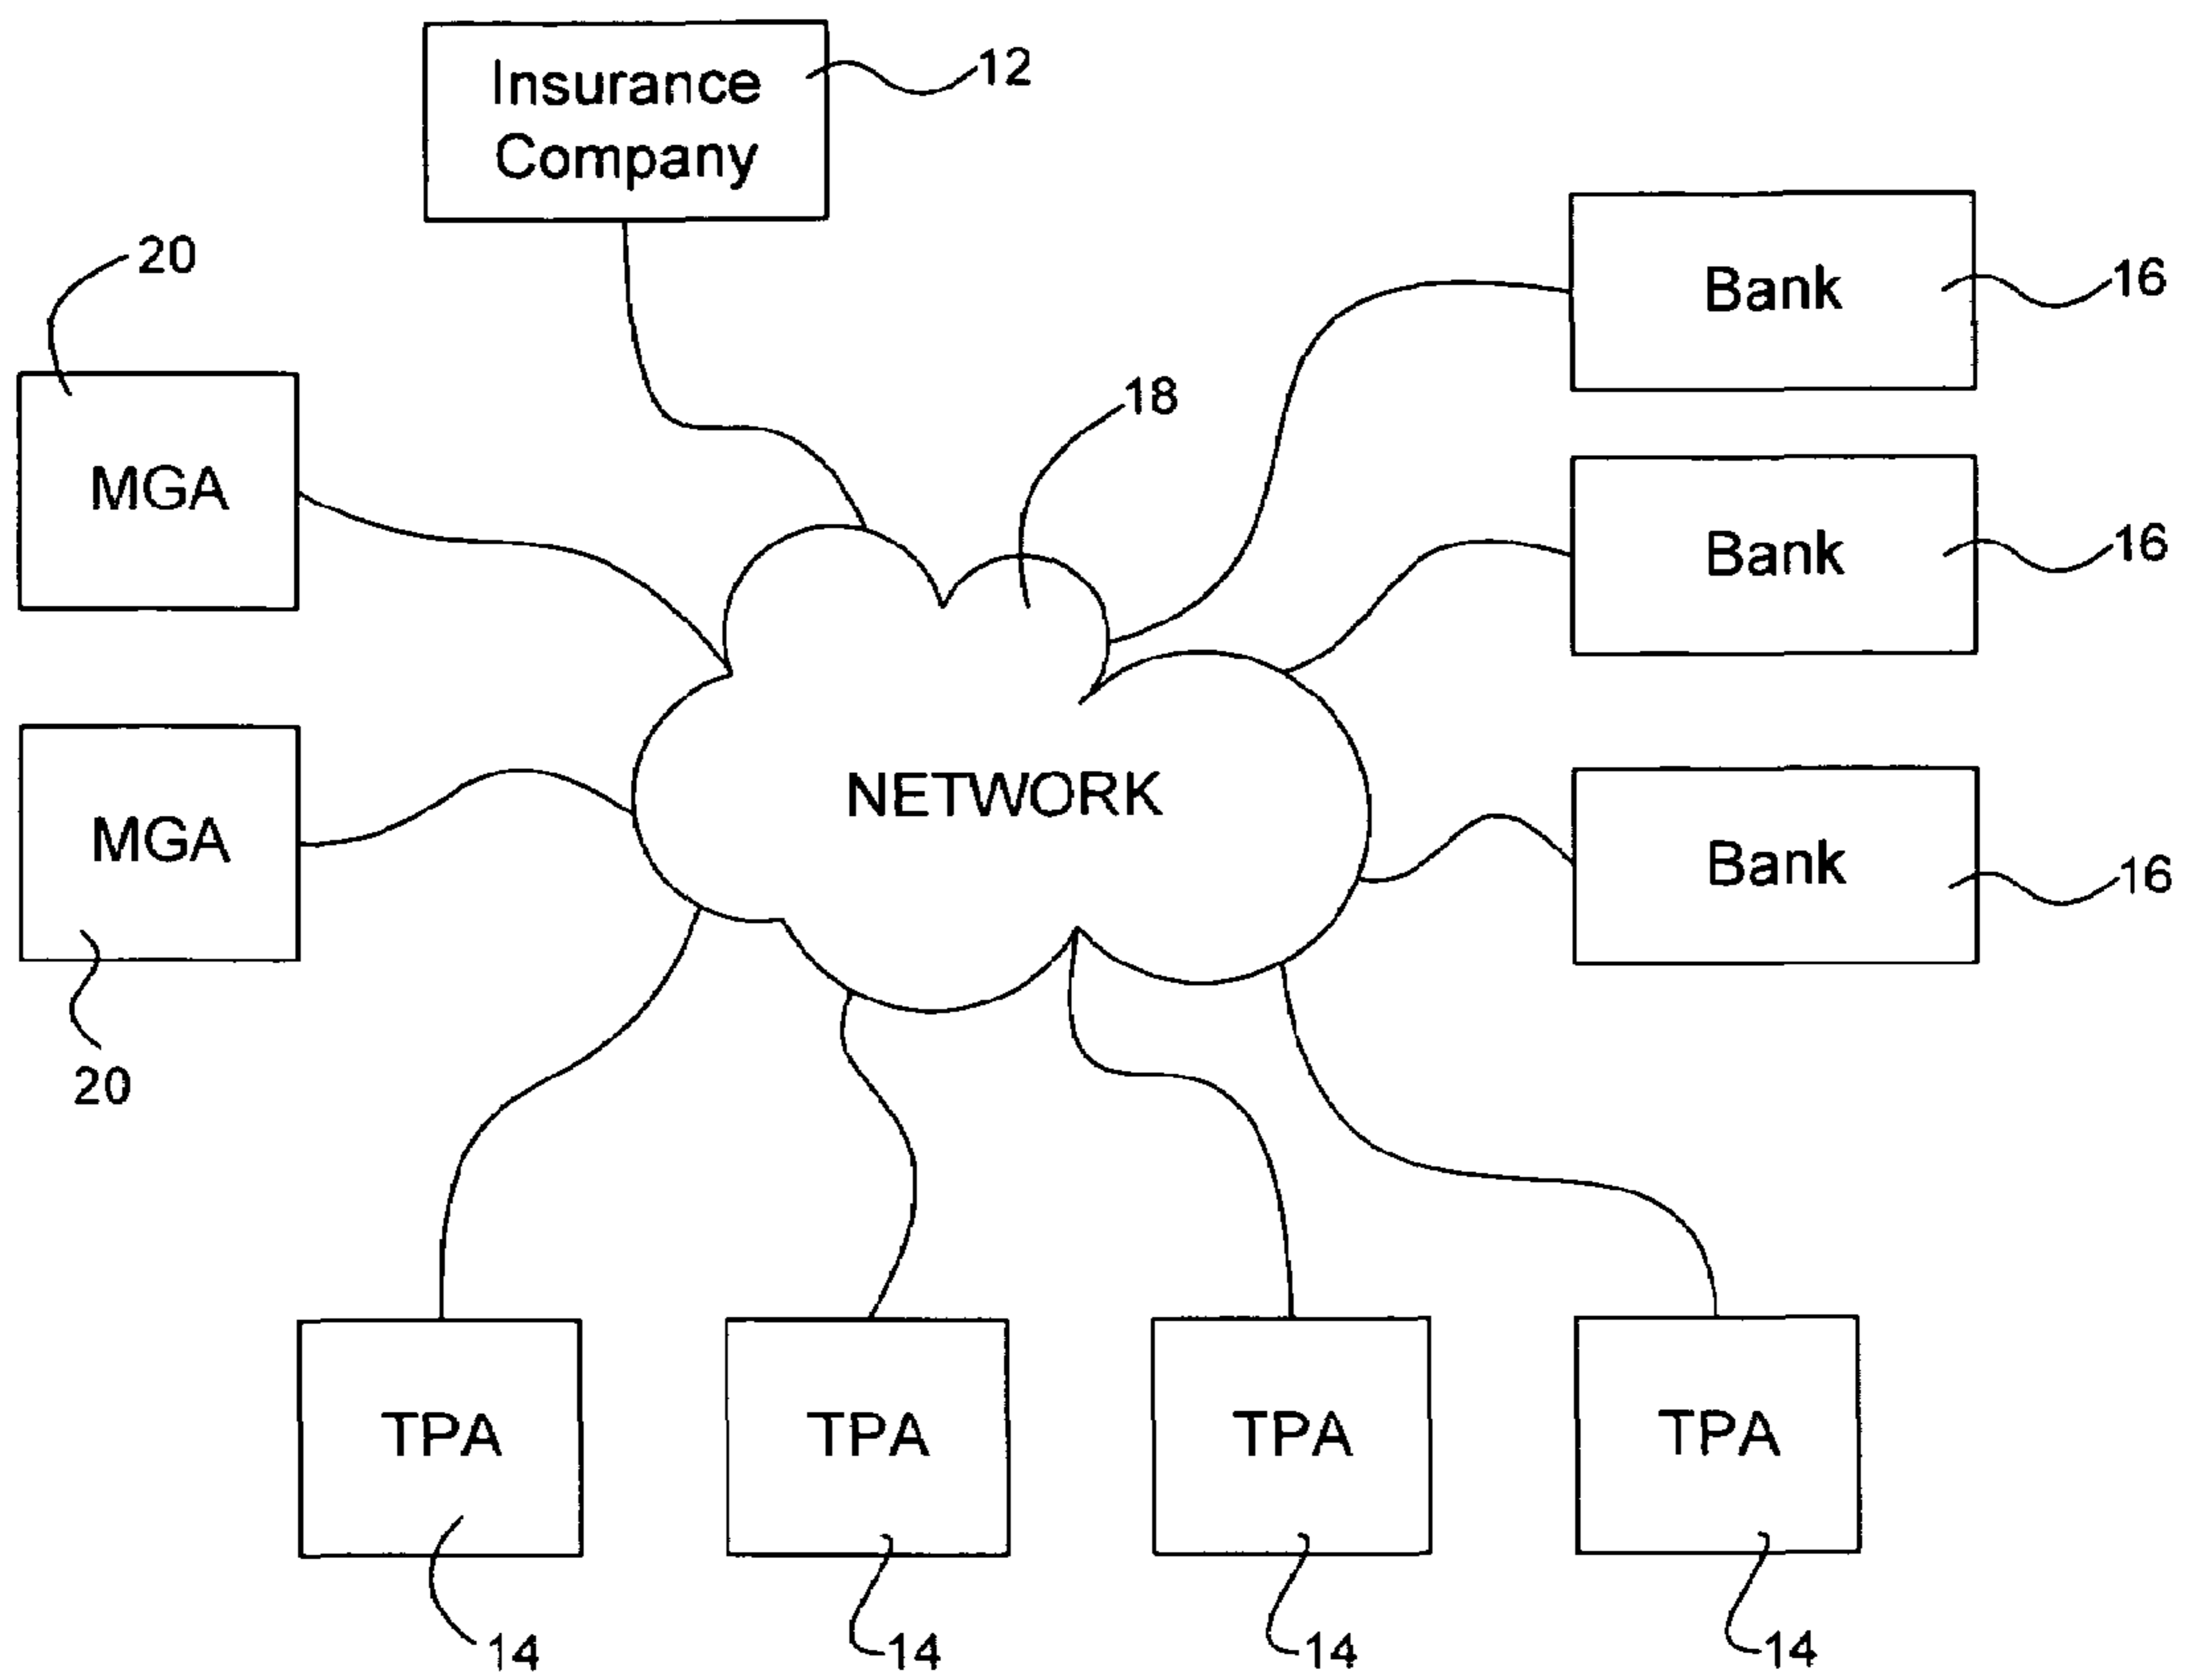 Insurance
Company
12
20
MGA
18
Bank
16
Bank
16
MGA
20
NETWORK
Bank
16
TPA
14
TPA
14
TPA
14
TPA
14